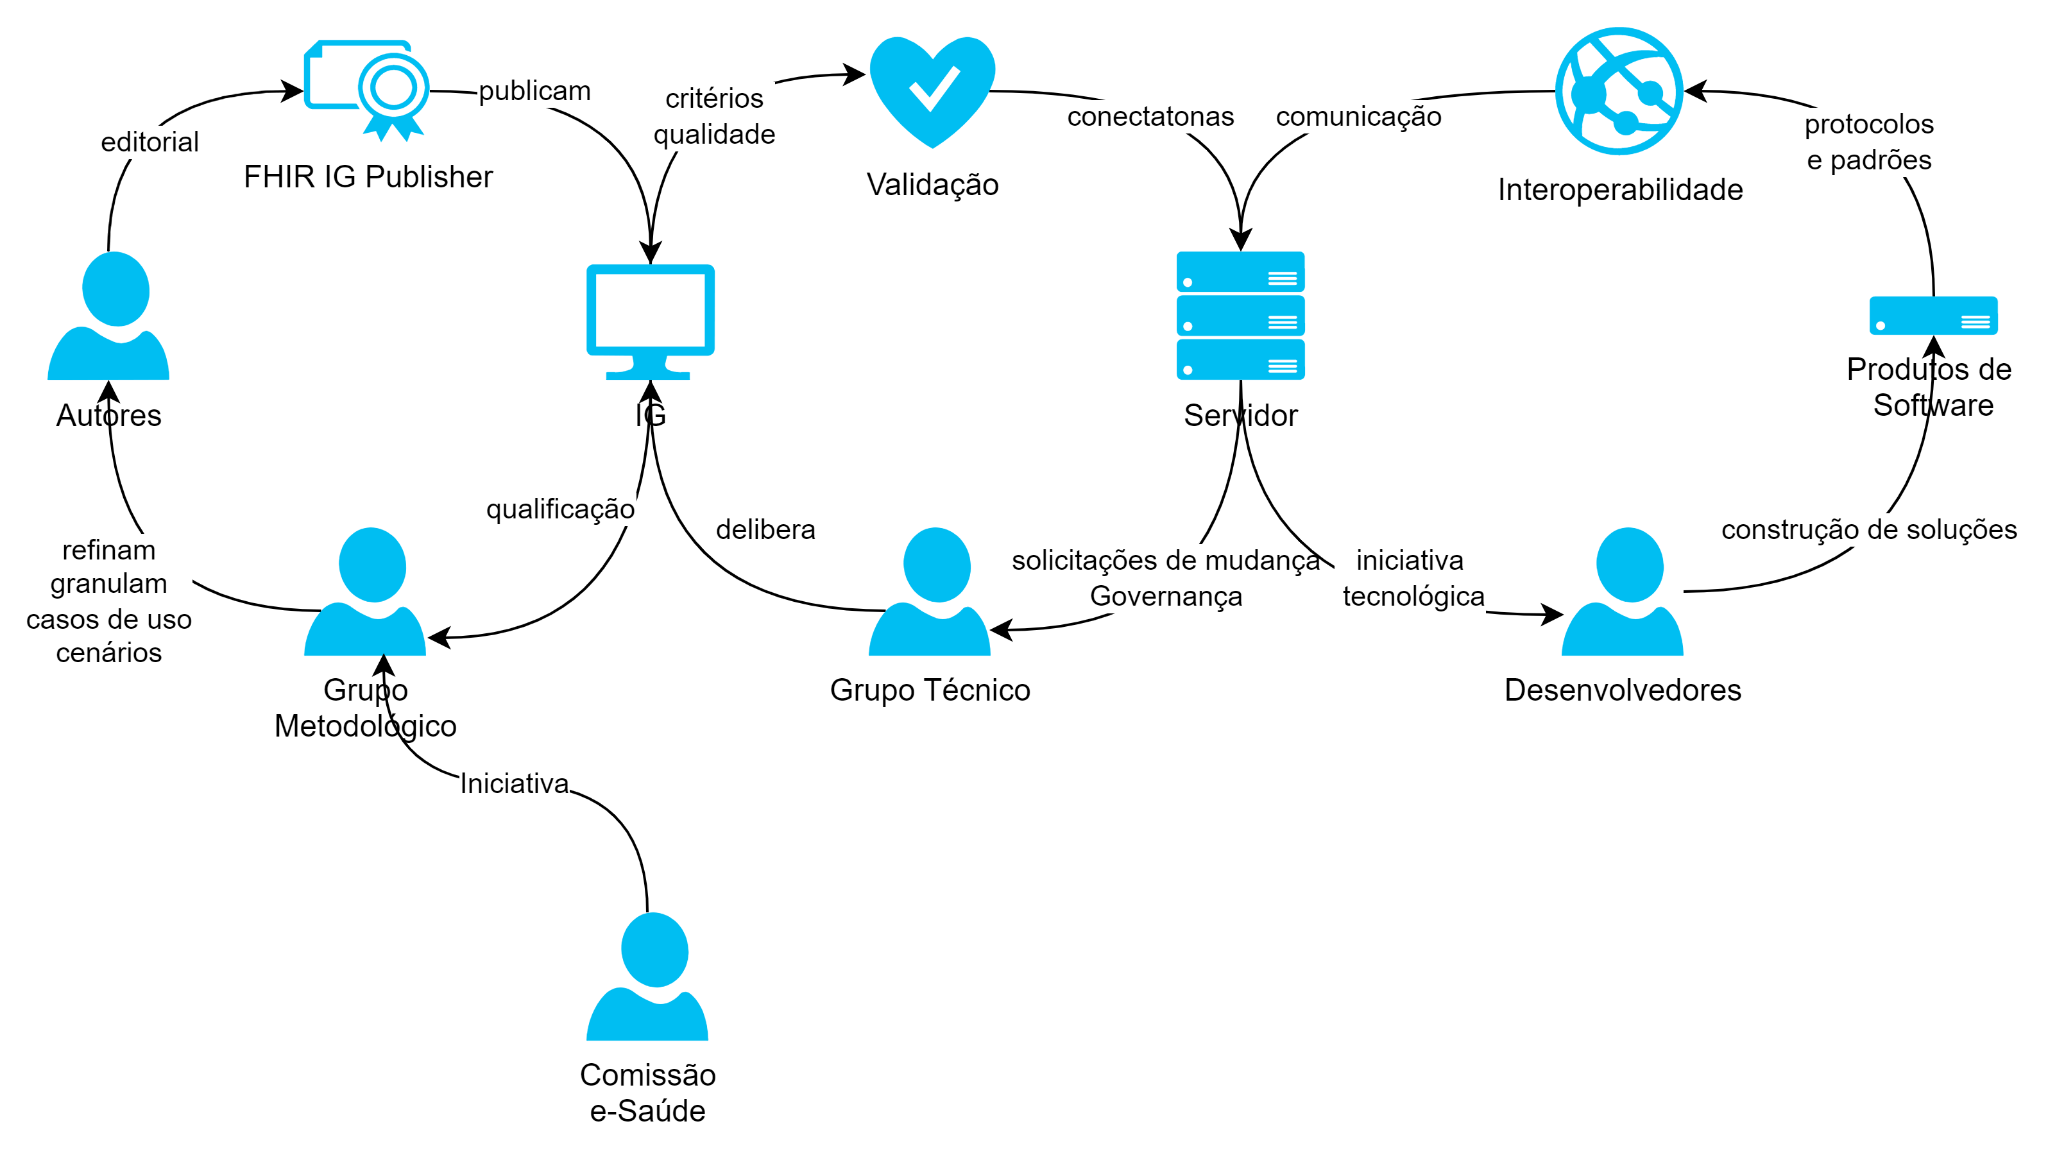 publicam
critérios
qualidade
conectatonas
comunicação
protocolos
e padrões
editorial
FHIR IG Publisher
Validação
Interoperabilidade
Autores
IG
Servidor
Produtos de
Software
qualificação
delibera
construção de soluções
refinam
granulam
casos de uso
cenários
solicitações de mudança
Governança
iniciativa
tecnológica
Grupo
Metodológico
Grupo Técnico
Desenvolvedores
Iniciativa
Comissão
e-Saúde